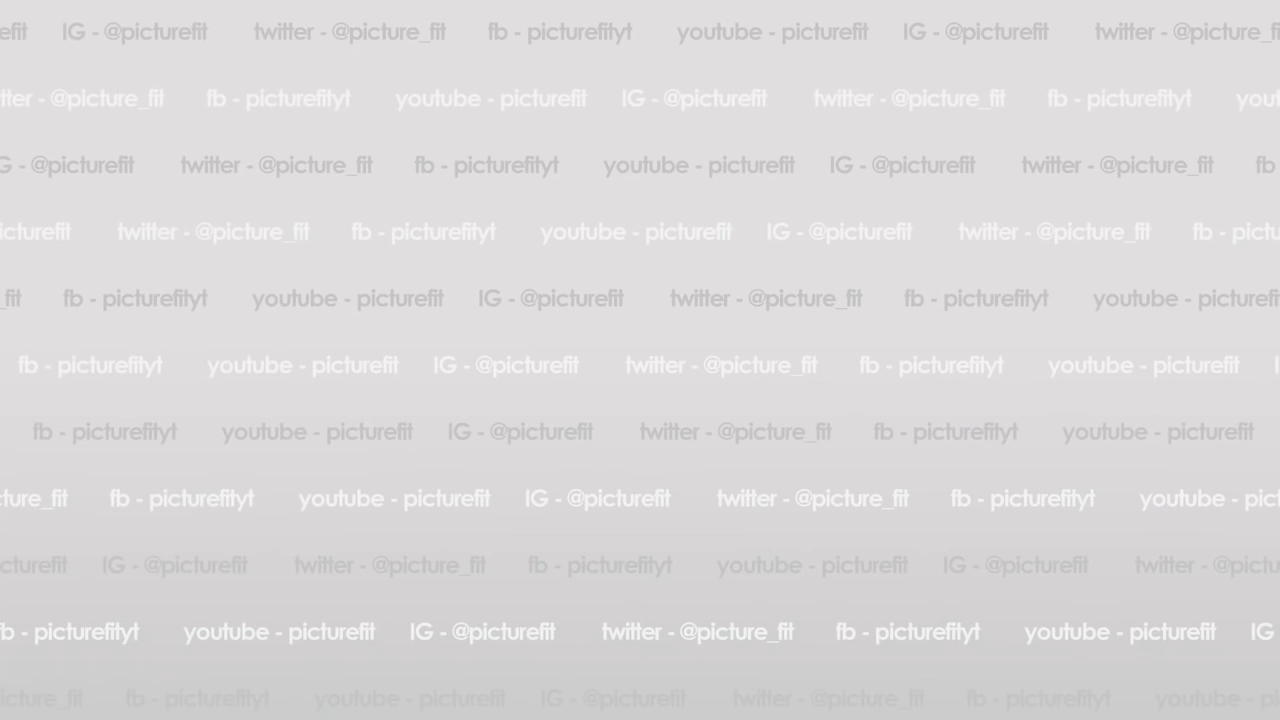 efit IG - @picturefit twitter - @picture_fit fb - picturefityt youtube - picturefit IG - @picturefit twitter - @picture_f
tter - @picture_fit fb - picturefityt youtube - picturefit IG - @picturefit twitter - @picture_fit fb - picturefityt yout
G - @picturefit twitter - @picture_fit fb - picturefityt youtube - picturefit IG - @picturefit twitter - @picture_fit fb
icturefit twitter - @picture_fit fb - picturefityt youtube - picturefit IG - @picturefit twitter - @picture_fit fb - pictu
_fit fb - picturefityt youtube - picturefit IG - @picturefit twitter - @picture_fit fb - picturefityt youtube - picturefit
fb - picturefityt youtube - picturefit IG - @picturefit twitter - @picture_fit fb - picturefityt youtube - picturefit I
fb - picturefityt youtube - picturefit IG - @picturefit twitter - @picture_fit fb - picturefityt youtube - picturefit
cture_fit fb - picturefityt youtube - picturefit IG - @picturefit twitter - @picture_fit fb - picturefityt youtube - pict
cturefit IG - @picturefit twitter - @picture_fit fb - picturefityt youtube - picturefit IG - @picturefit twitter - @pictu
fb - picturefityt youtube - picturefit IG - @picturefit twitter - @picture_fit fb - picturefityt youtube - picturefit IG
icture_fit fb - picturefityt youtube - picturefit IG - @picturefit twitter - @picture_fit fb - picturefityt youtube - pi